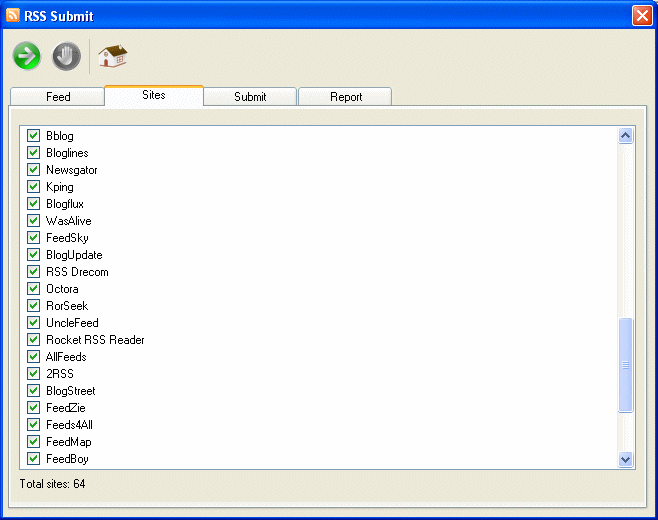 RSS Submit
Feed Sites Submit Report
Bblog
Bloglines
Newsgator
Kping
Blogflux
WasAlive
FeedSky
BlogUpdate
RSS Drecom
Octora
RorSeek
UncleFeed
Rocket RSS Reader
AllFeeds
2RSS
BlogStreet
FeedZie
Feeds4All
FeedMap
FeedBoy
Total sites: 64